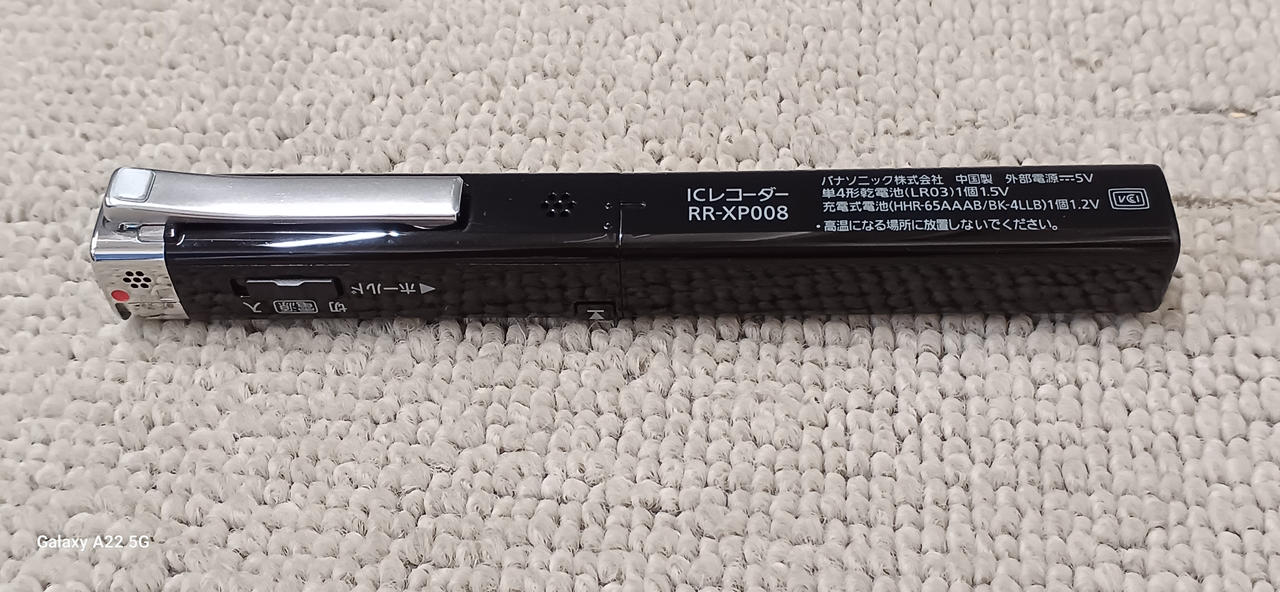 ICレコーダー
RR-XP008
パナソニック株式会社 中国製 外部電源⎓5V
単4形乾電池(LR03)1個1.5V
充電式電池(HHR-65AAAB/BK-4LLB)1個1.2V
・高温になる場所に放置しないでください。
VCI
入 電源 切 ◀ホールド
Galaxy A22 5G